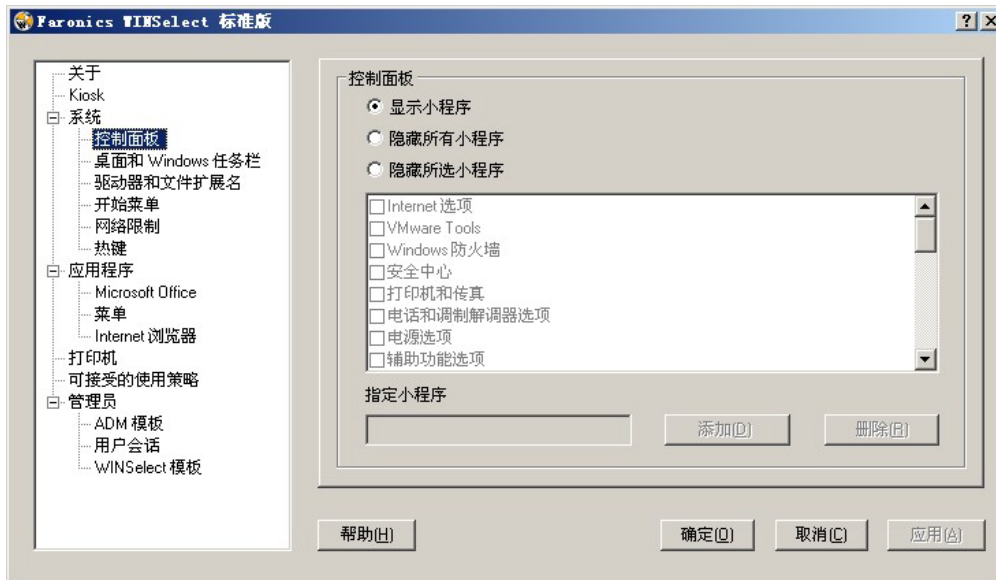 Faronics WINSelect 标准版
关于
Kiosk
系统
控制面板
桌面和 Windows 任务栏
驱动器和文件扩展名
开始菜单
网络限制
热键
应用程序
Microsoft Office
菜单
Internet 浏览器
打印机
可接受的使用策略
管理员
ADM 模板
用户会话
WINSelect 模板
控制面板
显示小程序
隐藏所有小程序
隐藏所选小程序
Internet 选项
VMware Tools
Windows 防火墙
安全中心
打印机和传真
电话和调制解调器选项
电源选项
辅助功能选项
指定小程序
添加(D)
删除(R)
帮助(H)
确定(O)
取消(C)
应用(A)